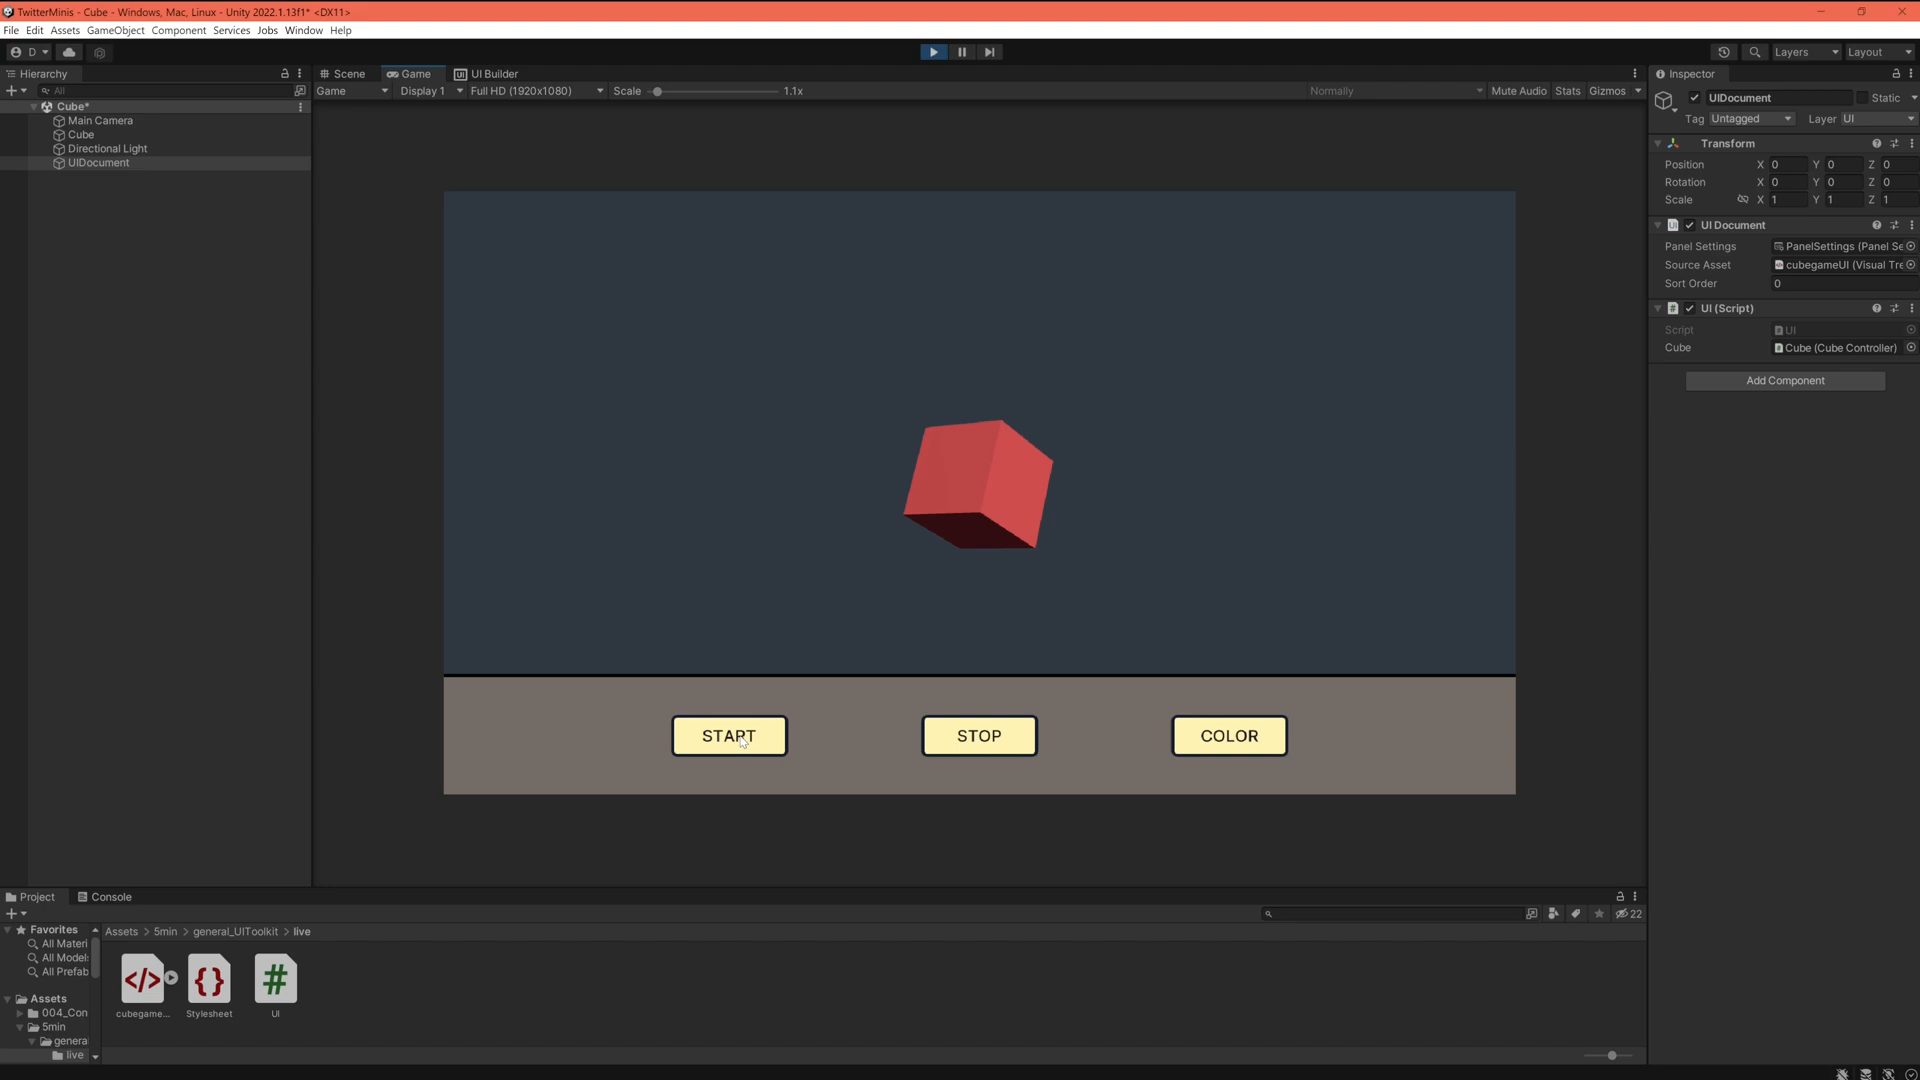 TwitterMinis - Cube - Windows, Mac, Linux - Unity 2022.1.13f1* <DX11>
File Edit Assets GameObject Component Services Jobs Window Help
D
Layers
Layout
Hierarchy
Scene
Game
UI Builder
Inspector
All
Game
Display 1
Full HD (1920x1080)
Scale
1.1x
Normally
Mute Audio
Stats
Gizmos
Cube*
Main Camera
Cube
Directional Light
UIDocument
UIDocument
Static
Tag Untagged
Layer UI
Transform
Position X 0 Y 0 Z 0
Rotation X 0 Y 0 Z 0
Scale X 1 Y 1 Z 1
UI Document
Panel Settings PanelSettings (Panel Se
Source Asset cubegameUI (Visual Tre
Sort Order 0
UI (Script)
Script UI
Cube Cube (Cube Controller)
Add Component
START
STOP
COLOR
Project
Console
22
Favorites
All Materi
All Model
All Prefab
Assets
004_Con
5min
genera
live
Assets > 5min > general_UIToolkit > live
cubegame...
Stylesheet
UI